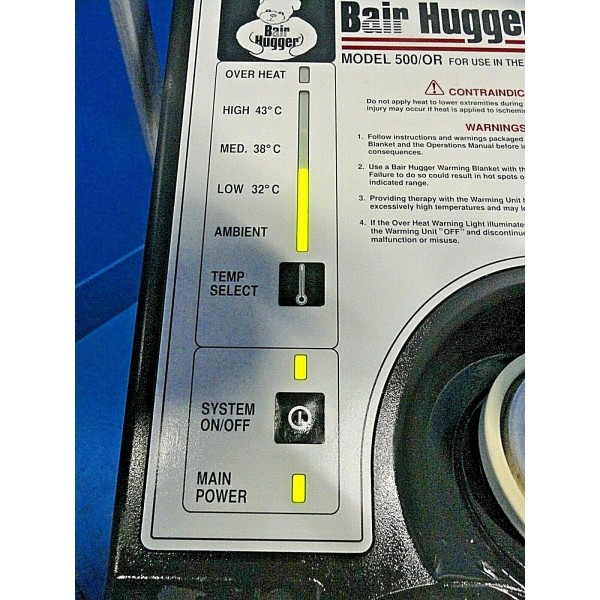 Bair Hugger
Bair
Hugger
MODEL 500/OR FOR USE IN THE
OVER HEAT
CONTRAINDIC
HIGH 43°C
Do not apply heat to lower extremities during
injury may occur if heat is applied to ischemi
WARNINGS
MED. 38°C
1. Follow instructions and warnings packaged
Blanket and the Operations Manual before
consequences.
LOW 32°C
2. Use a Bair Hugger Warming Blanket with the
Failure to do so could result in hot spots o
indicated range.
3. Providing therapy with the Warming Unit
excessively high temperatures and may
AMBIENT
4. If the Over Heat Warning Light illuminates
the Warming Unit "OFF" and discontinu
malfunction or misuse.
TEMP
SELECT
SYSTEM
ON/OFF
MAIN
POWER